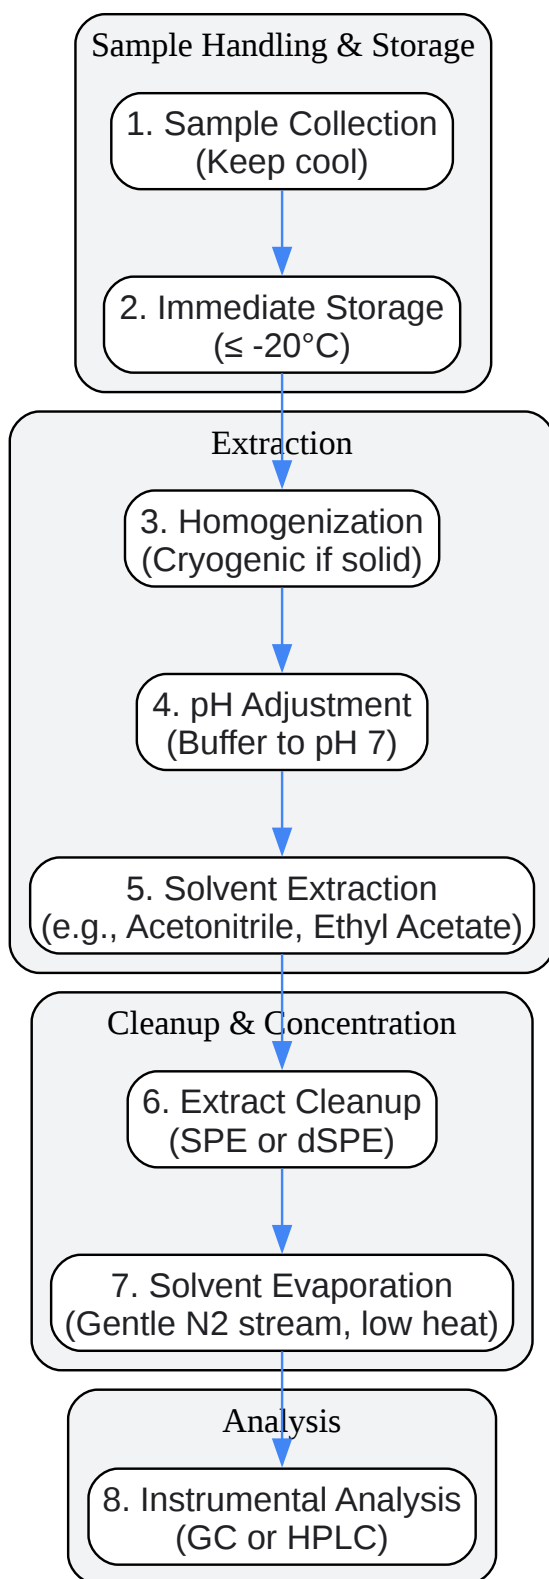 Sample Handling & Storage
1. Sample Collection
(Keep cool)
2. Immediate Storage
(≤ -20°C)
Extraction
3. Homogenization
(Cryogenic if solid)
4. pH Adjustment
(Buffer to pH 7)
5. Solvent Extraction
(e.g., Acetonitrile, Ethyl Acetate)
Cleanup & Concentration
6. Extract Cleanup
(SPE or dSPE)
7. Solvent Evaporation
(Gentle N2 stream, low heat)
Analysis
8. Instrumental Analysis
(GC or HPLC)